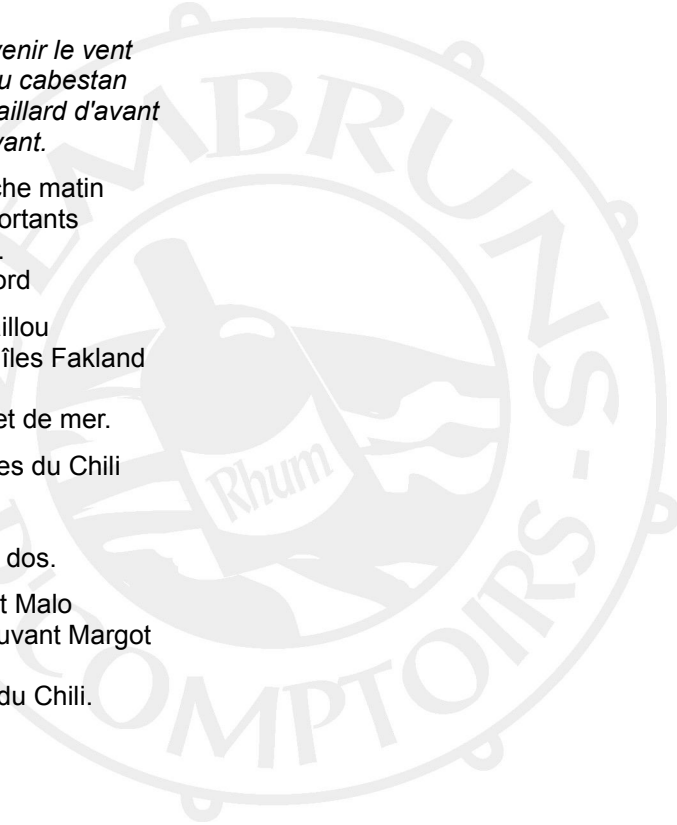 venir le vent
u cabestan
aillard d'avant
vant.
che matin
ortants
.
ord
illou
îles Fakland
et de mer.
es du Chili
dos.
t Malo
uvant Margot
du Chili.
EMBRUNS -
COMPTOIRS -
Rhum